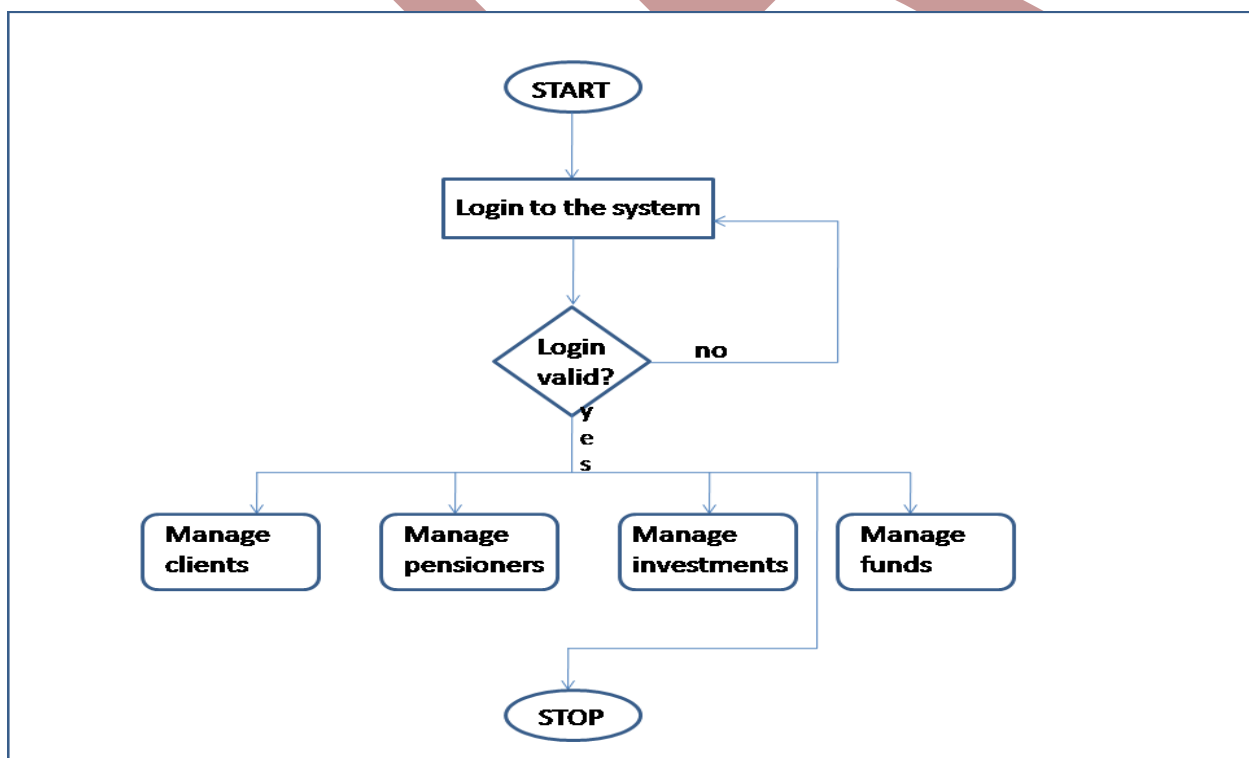 START
Login to the system
Login
valid?
no
y
e
s
Manage
clients
Manage
pensioners
Manage
investments
Manage
funds
STOP